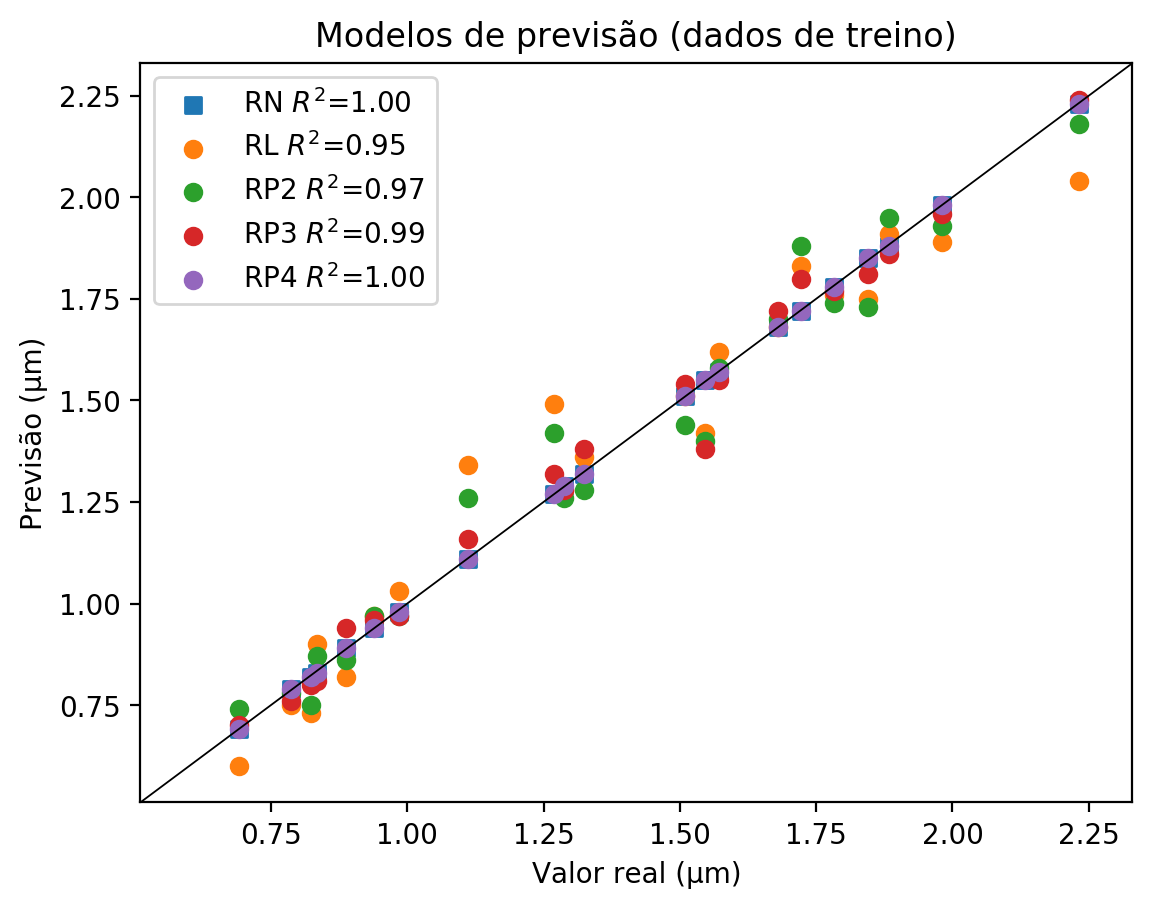 Modelos de previsão (dados de treino)
RN R²=1.00
RL R²=0.95
RP2 R²=0.97
RP3 R²=0.99
RP4 R²=1.00
2.25
2.00
1.75
1.50
1.25
1.00
0.75
Previsão (µm)
0.75 1.00 1.25 1.50 1.75 2.00 2.25
Valor real (µm)